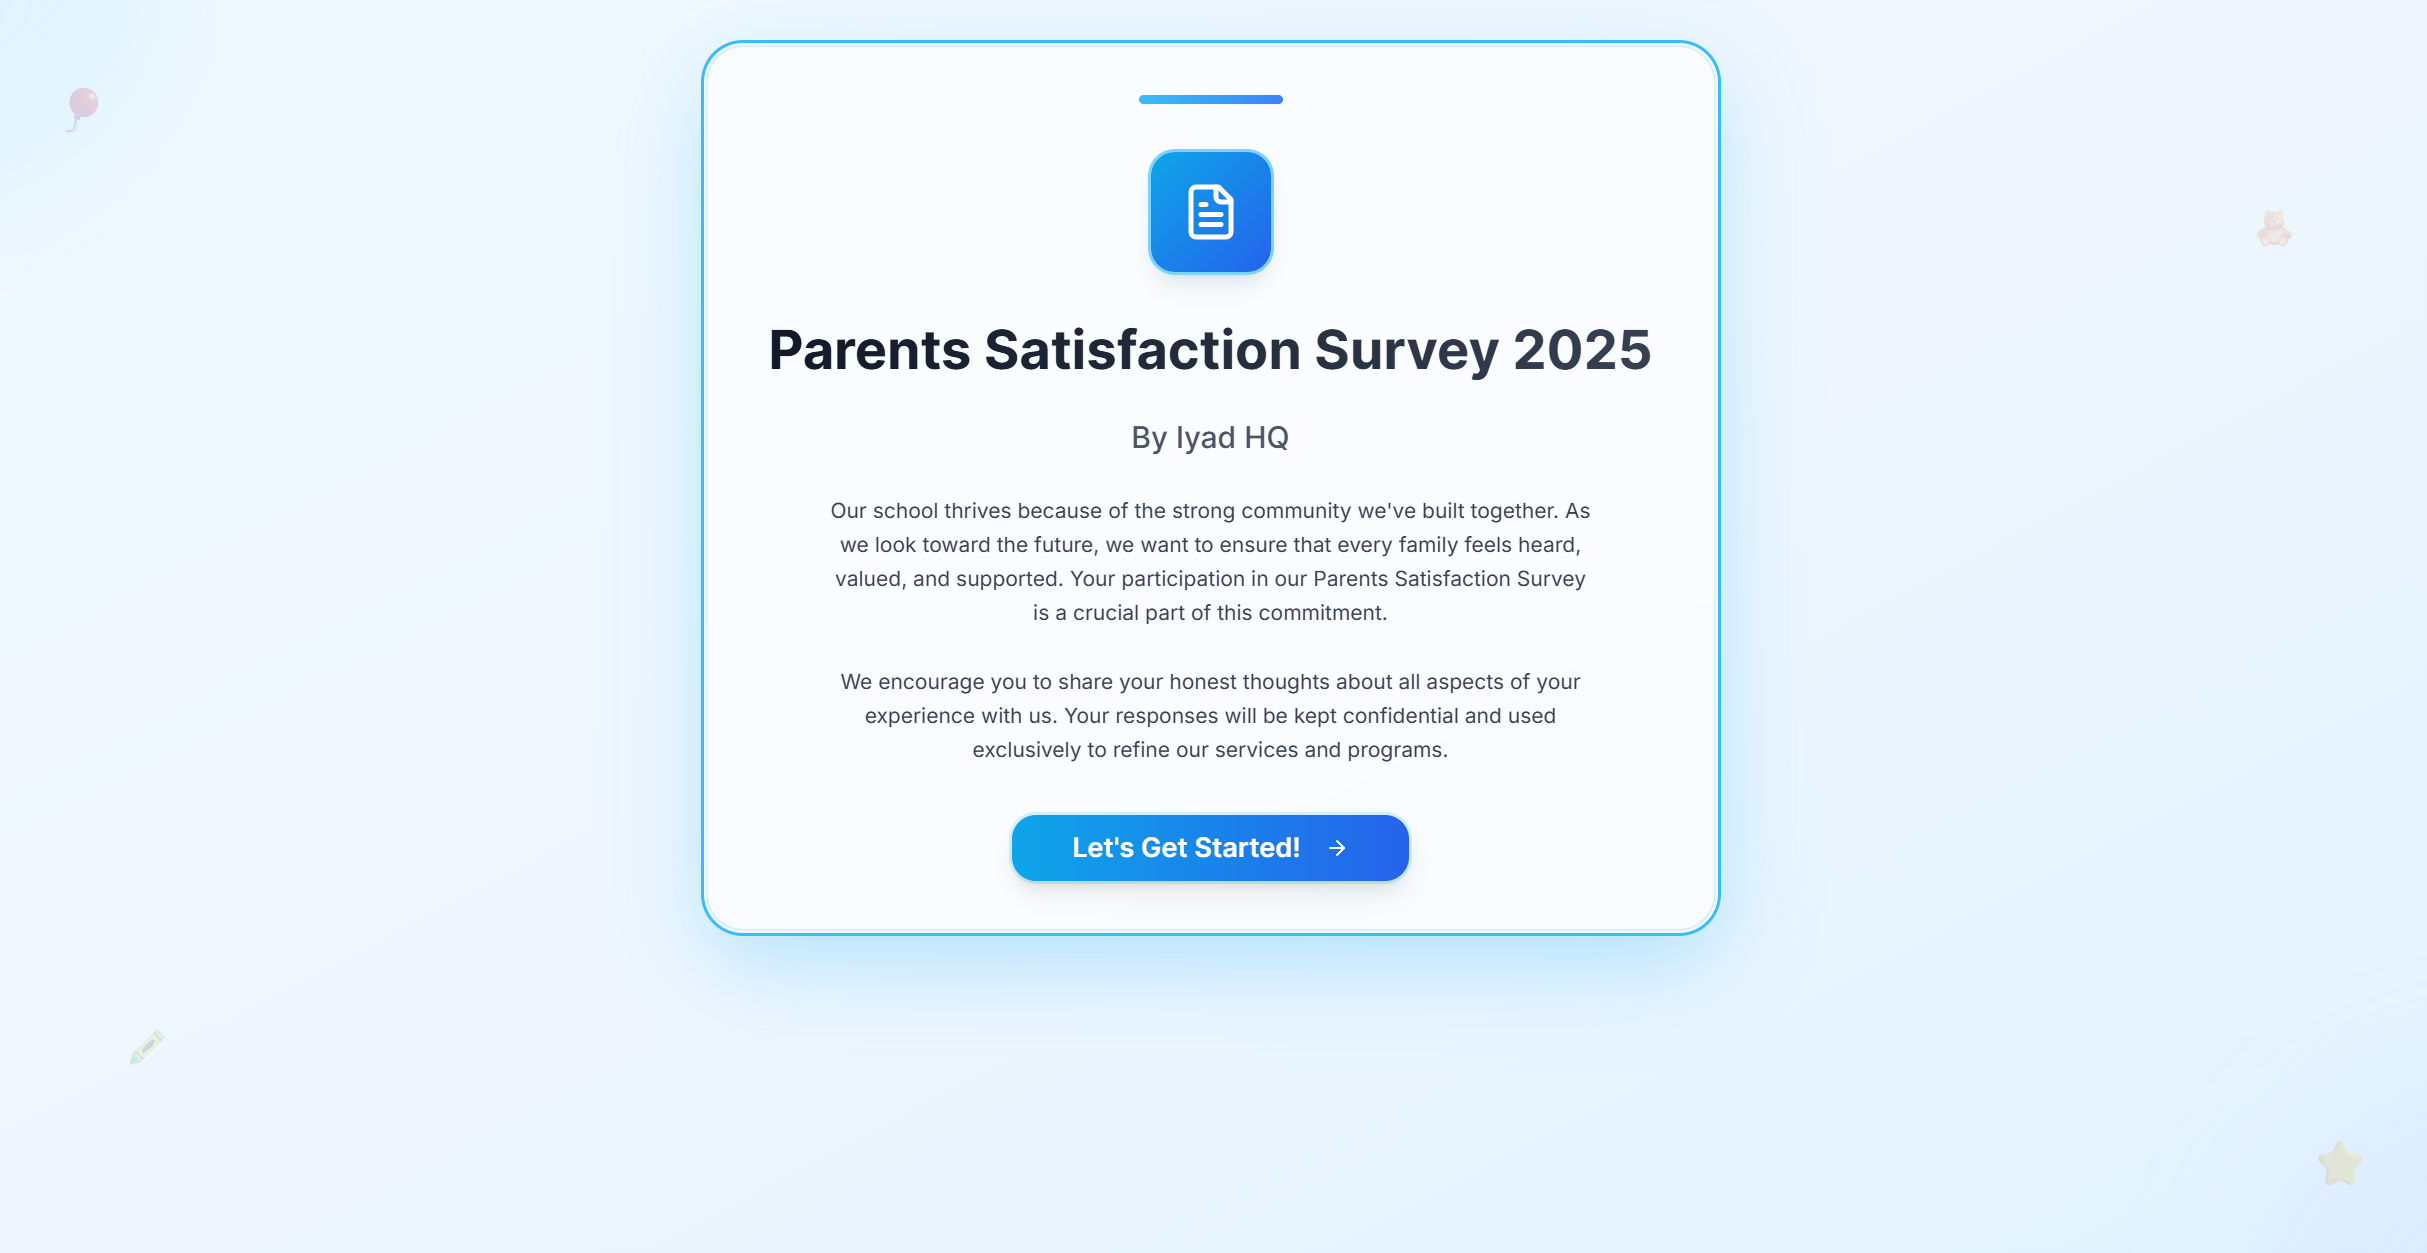 Parents Satisfaction Survey 2025
By Iyad HQ
Our school thrives because of the strong community we've built together. As
we look toward the future, we want to ensure that every family feels heard,
valued, and supported. Your participation in our Parents Satisfaction Survey
is a crucial part of this commitment.
We encourage you to share your honest thoughts about all aspects of your
experience with us. Your responses will be kept confidential and used
exclusively to refine our services and programs.
Let's Get Started!